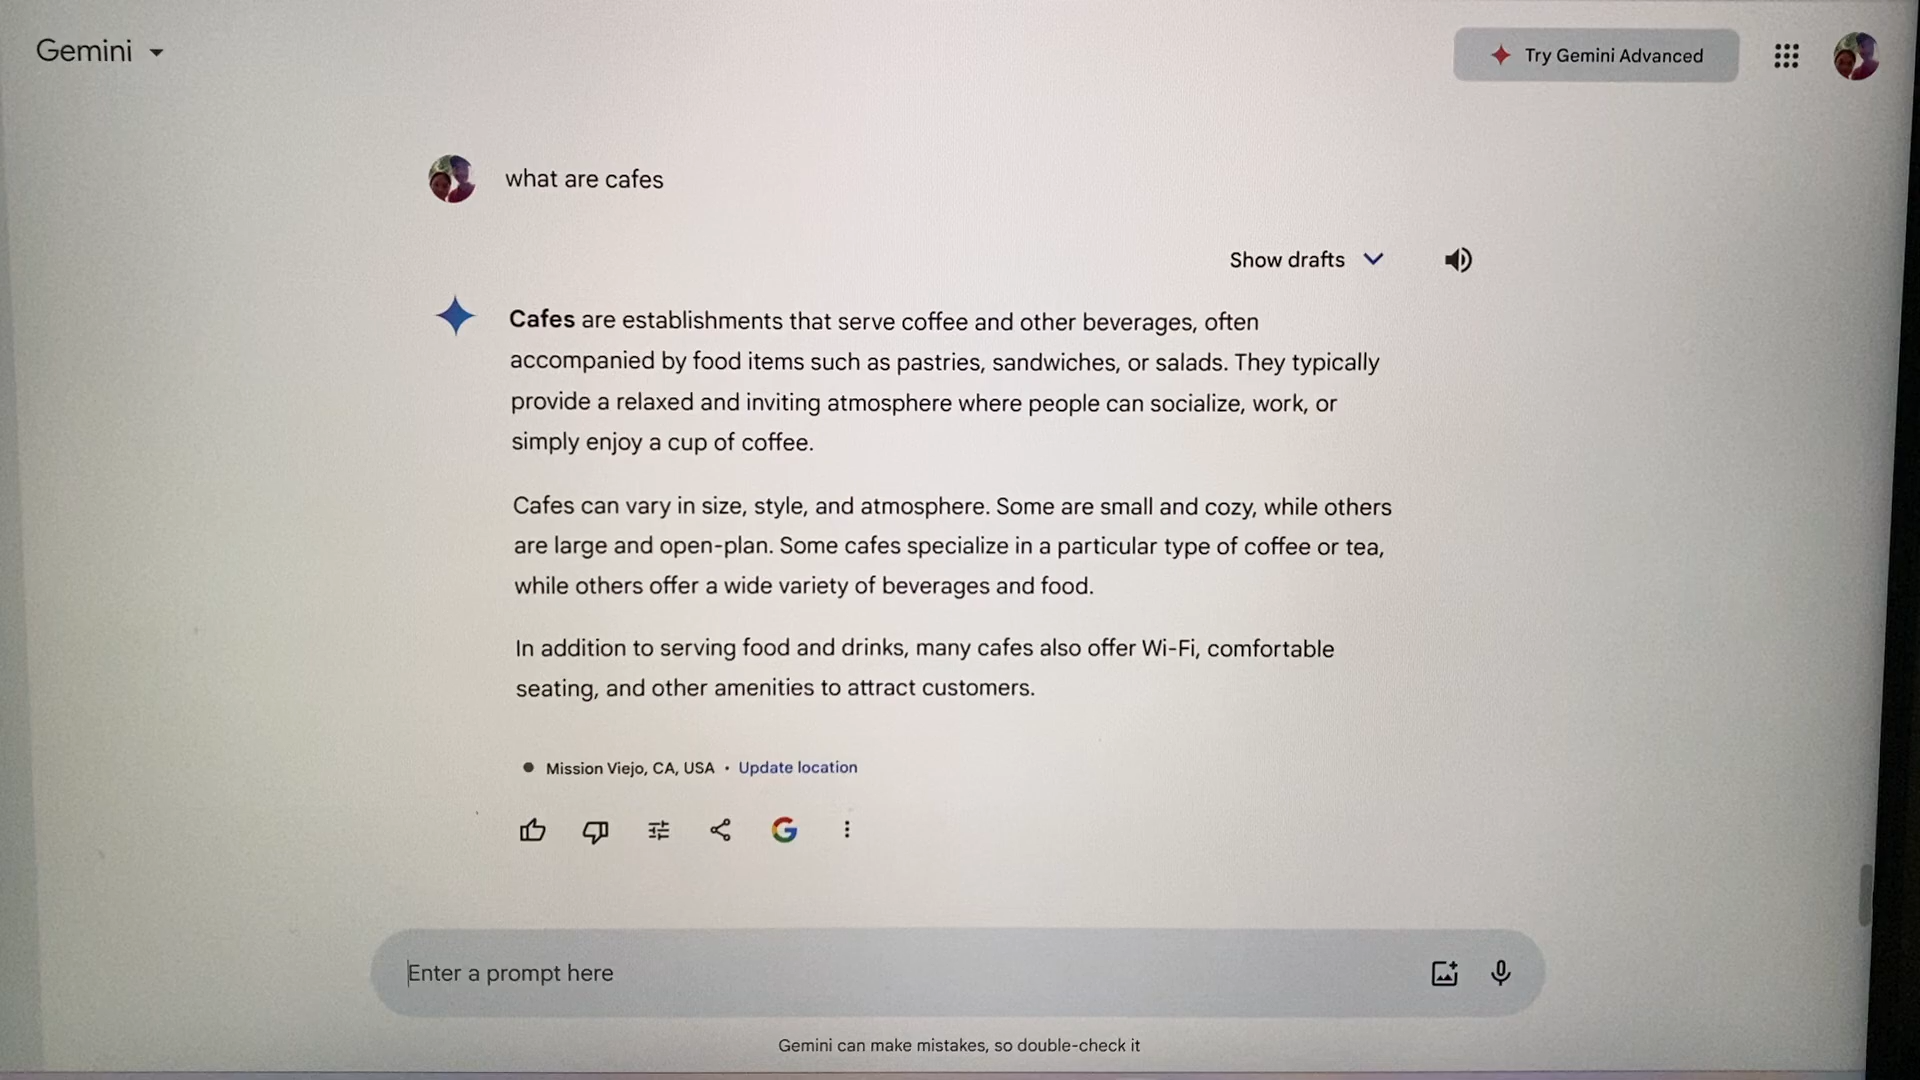 Gemini
Try Gemini Advanced
what are cafes
Show drafts
Cafes are establishments that serve coffee and other beverages, often
accompanied by food items such as pastries, sandwiches, or salads. They typically
provide a relaxed and inviting atmosphere where people can socialize, work, or
simply enjoy a cup of coffee.
Cafes can vary in size, style, and atmosphere. Some are small and cozy, while others
are large and open-plan. Some cafes specialize in a particular type of coffee or tea,
while others offer a wide variety of beverages and food.
In addition to serving food and drinks, many cafes also offer Wi-Fi, comfortable
seating, and other amenities to attract customers.
Mission Viejo, CA, USA • Update location
Enter a prompt here
Gemini can make mistakes, so double-check it